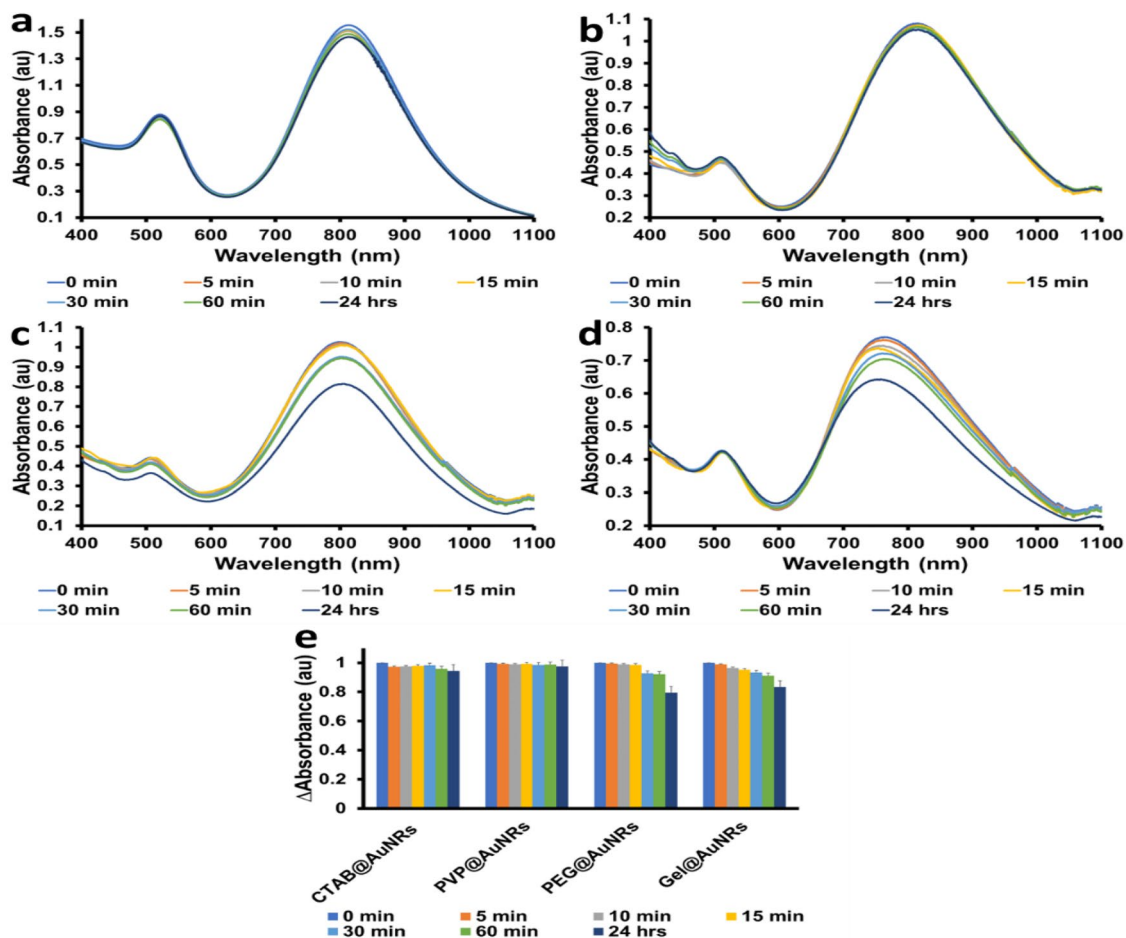 a
Absorbance (au)
1.5
1.3
1.1
0.9
0.7
0.5
0.3
0.1
400 500 600 700 800 900 1000 1100
Wavelength (nm)
0 min 5 min 10 min 15 min
30 min 60 min 24 hrs
b
Absorbance (au)
1.1
1
0.9
0.8
0.7
0.6
0.5
0.4
0.3
0.2
400 500 600 700 800 900 1000 1100
Wavelength (nm)
0 min 5 min 10 min 15 min
30 min 60 min 24 hrs
c
Absorbance (au)
1.1
1
0.9
0.8
0.7
0.6
0.5
0.4
0.3
0.2
0.1
400 500 600 700 800 900 1000 1100
Wavelength (nm)
0 min 5 min 10 min 15 min
30 min 60 min 24 hrs
d
Absorbance (au)
0.8
0.7
0.6
0.5
0.4
0.3
0.2
400 500 600 700 800 900 1000 1100
Wavelength (nm)
0 min 5 min 10 min 15 min
30 min 60 min 24 hrs
e
ΔAbsorbance (au)
1
0.8
0.6
0.4
0.2
0
CTAB@AuNRs
PVP@AuNRs
PEG@AuNRs
Gel@AuNRs
0 min 5 min 10 min 15 min
30 min 60 min 24 hrs